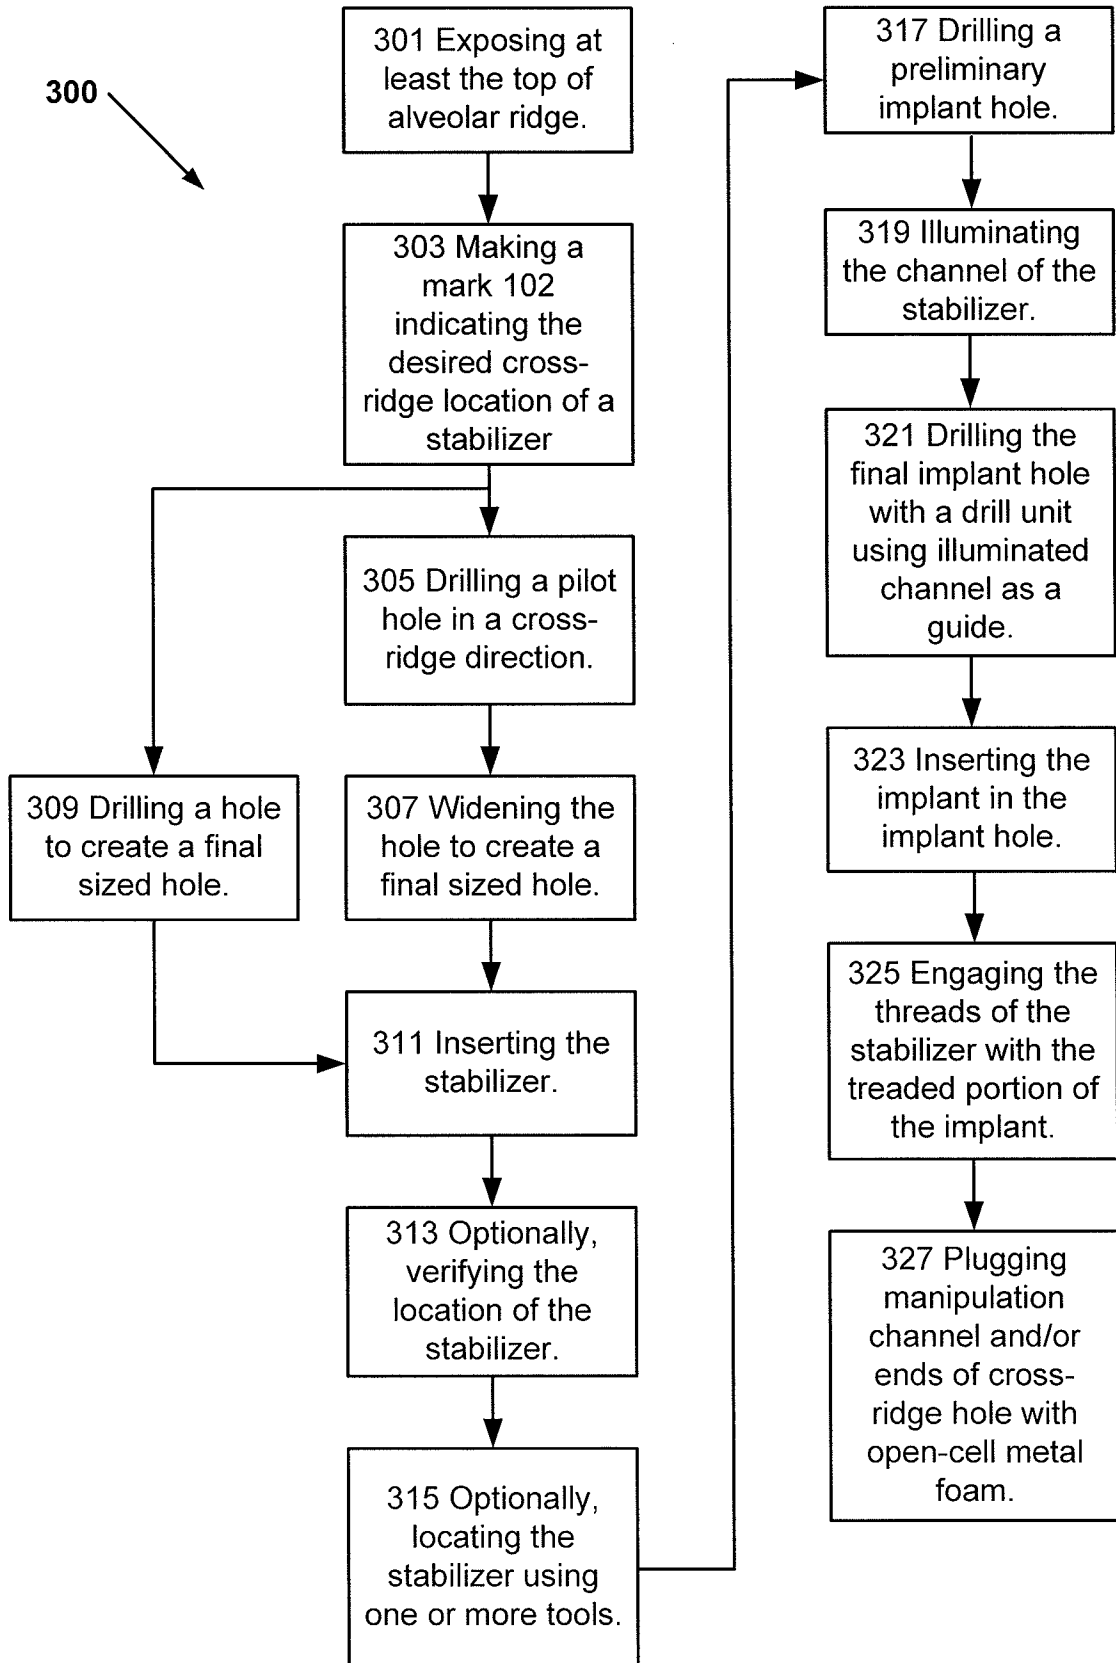 300
301 Exposing at
least the top of
alveolar ridge.
303 Making a
mark 102
indicating the
desired cross-
ridge location of a
stabilizer
305 Drilling a pilot
hole in a cross-
ridge direction.
309 Drilling a hole
to create a final
sized hole.
307 Widening the
hole to create a
final sized hole.
311 Inserting the
stabilizer.
313 Optionally,
verifying the
location of the
stabilizer.
315 Optionally,
locating the
stabilizer using
one or more tools.
317 Drilling a
preliminary
implant hole.
319 Illuminating
the channel of the
stabilizer.
321 Drilling the
final implant hole
with a drill unit
using illuminated
channel as a
guide.
323 Inserting the
implant in the
implant hole.
325 Engaging the
threads of the
stabilizer with the
treaded portion of
the implant.
327 Plugging
manipulation
channel and/or
ends of cross-
ridge hole with
open-cell metal
foam.